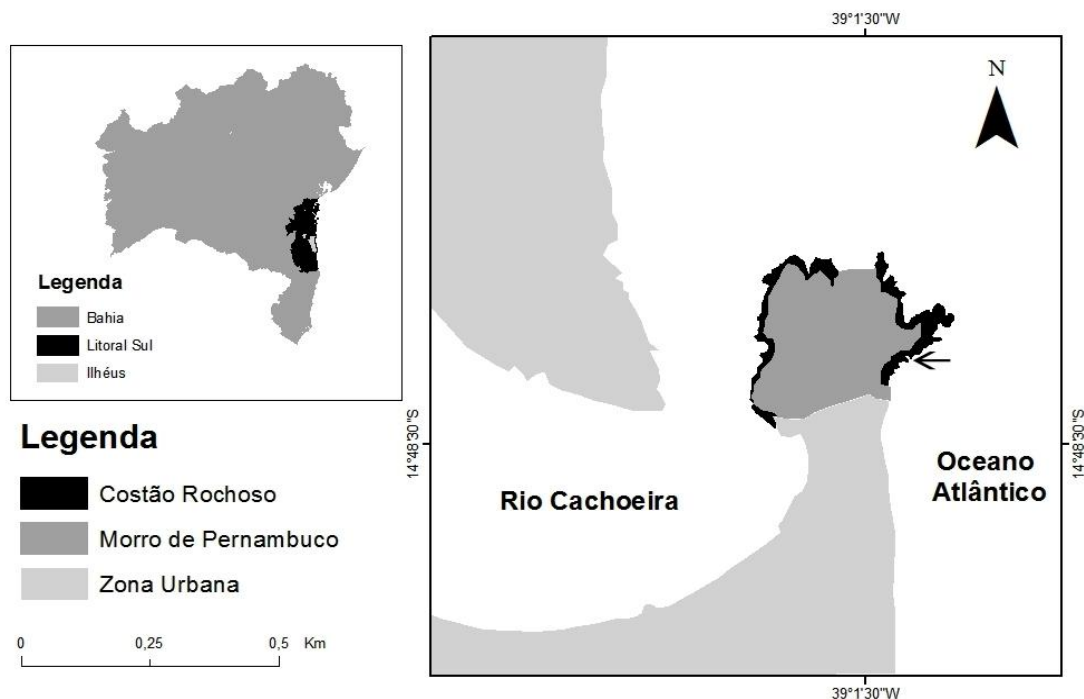 Legenda
Bahia
Litoral Sul
Ilhéus
Legenda
Costão Rochoso
Morro de Pernambuco
Zona Urbana
0 0,25 0,5 Km
39°1'30"W
N
14°48'30"S
Rio Cachoeira
Oceano
Atlântico
14°48'30"S
39°1'30"W